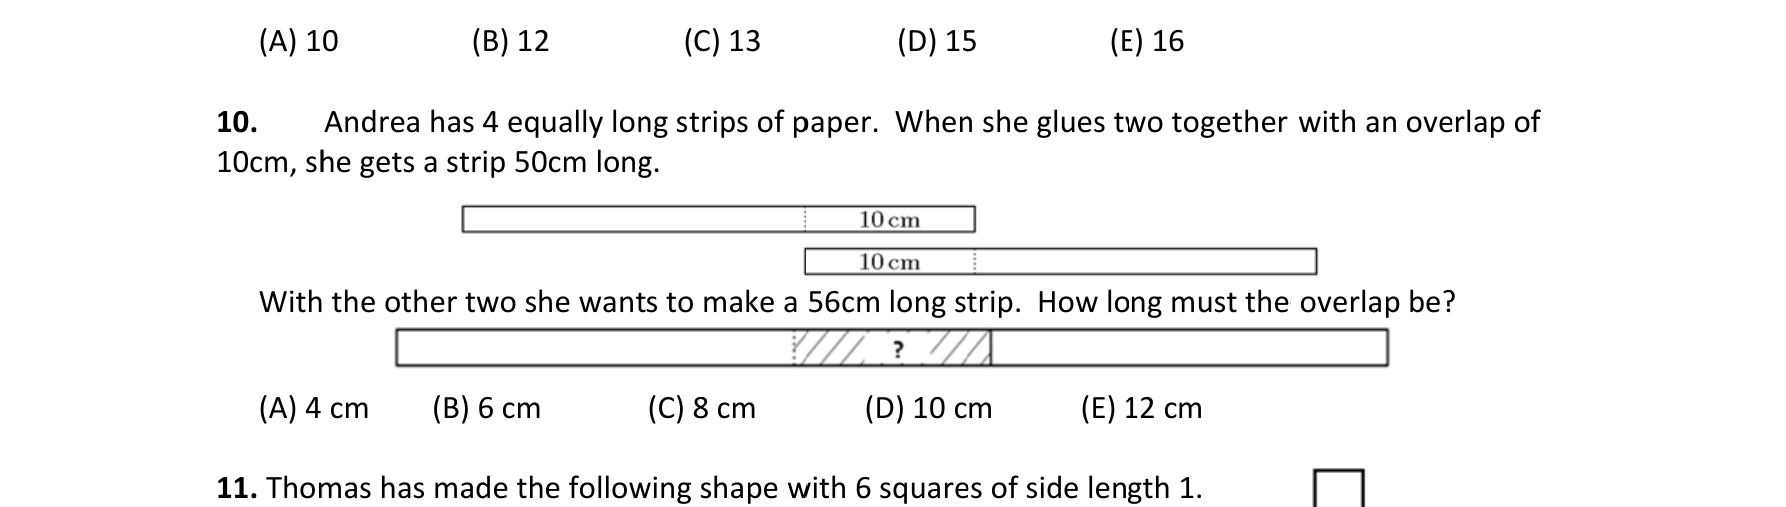 (A) 10 (B) 12 (C) 13 (D) 15 (E) 16
10. Andrea has 4 equally long strips of paper. When she glues two together with an overlap of
10cm, she gets a strip 50cm long.
10 cm
10 cm
With the other two she wants to make a 56cm long strip. How long must the overlap be?
?
(A) 4 cm (B) 6 cm (C) 8 cm (D) 10 cm (E) 12 cm
11. Thomas has made the following shape with 6 squares of side length 1.